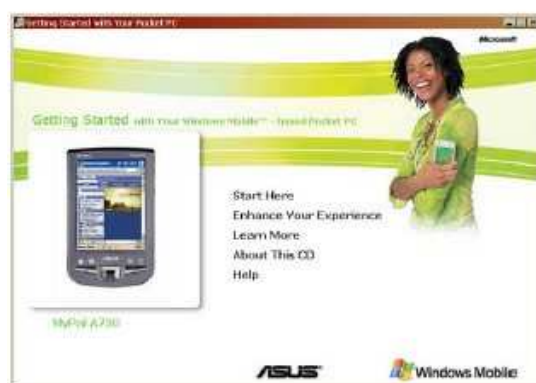 Getting Started with Your Pocket PC
Microsoft
Getting Started with Your Windows Mobile™ - based Pocket PC
Start Here
Enhance Your Experience
Learn More
About This CD
Help
MyPal A730
ASUS
Windows Mobile